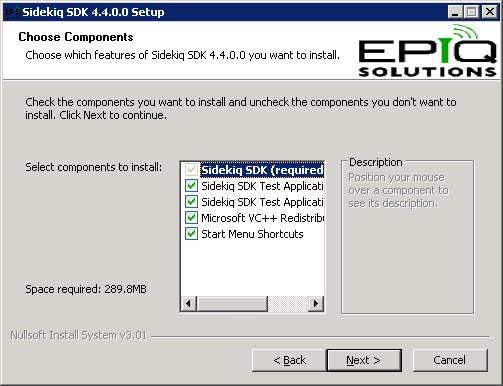 Sidekiq SDK 4.4.0.0 Setup
Choose Components
Choose which features of Sidekiq SDK 4.4.0.0 you want to install.
EPIQ
SOLUTIONS
Check the components you want to install and uncheck the components you don't want to
install. Click Next to continue.
Select components to install:
Sidekiq SDK (required
Sidekiq SDK Test Applicati
Sidekiq SDK Test Applicati
Microsoft VC++ Redistribu
Start Menu Shortcuts
Description
Position your mouse
over a component to
see its description.
Space required: 289.8MB
Nullsoft Install System v3.01
< Back
Next >
Cancel